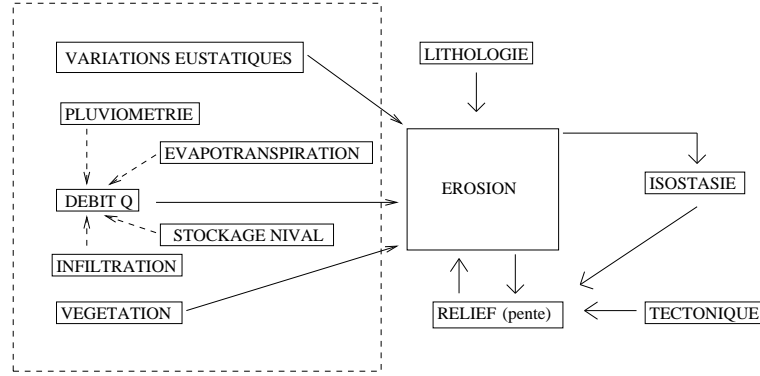 VARIATIONS EUSTATIQUES
LITHOLOGIE
PLUVIOMETRIE
EVAPOTRANSPIRATION
EROSION
ISOSTASIE
DEBIT Q
STOCKAGE NIVAL
INFILTRATION
VEGETATION
RELIEF (pente)
TECTONIQUE